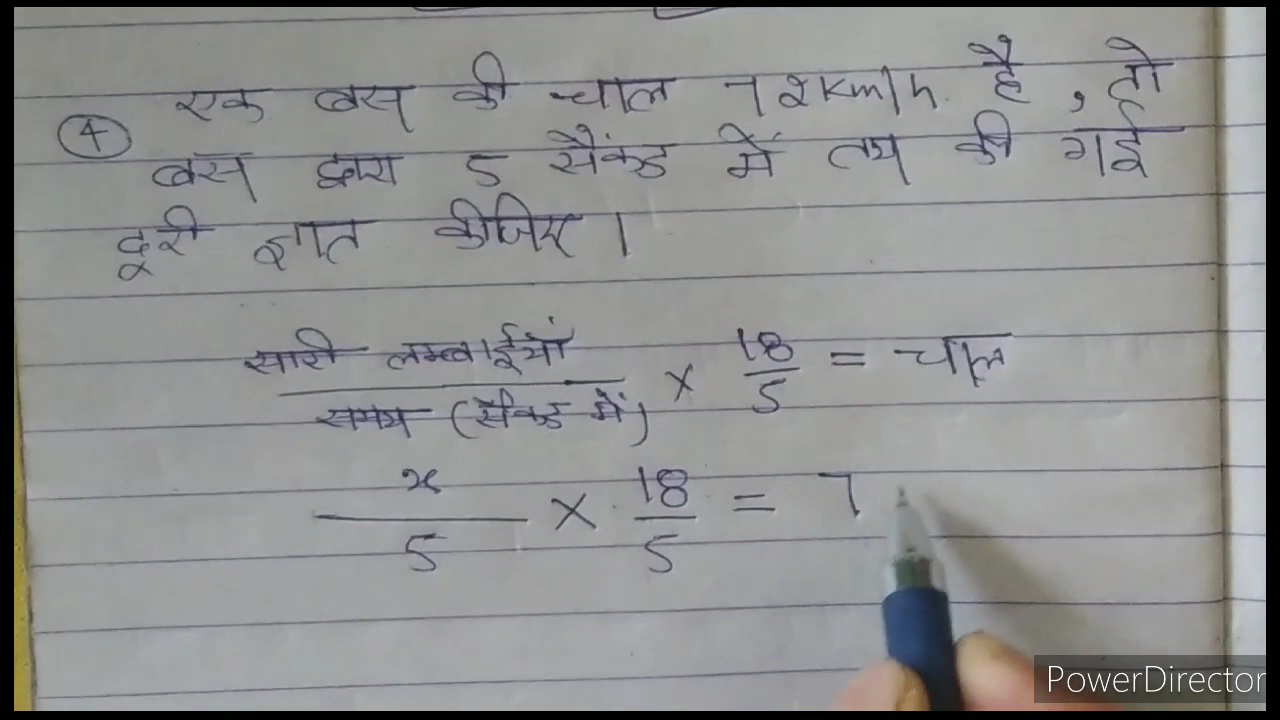 ④ एक बस की चाल 72km/h. है, तो
बस द्वारा 5 सैकंड में तय की गई
दूरी ज्ञात कीजिए।
सारी लम्बाईयों / समय (सैकंड में) × 18/5 = चाल
x/5 × 18/5 = 7
PowerDirector